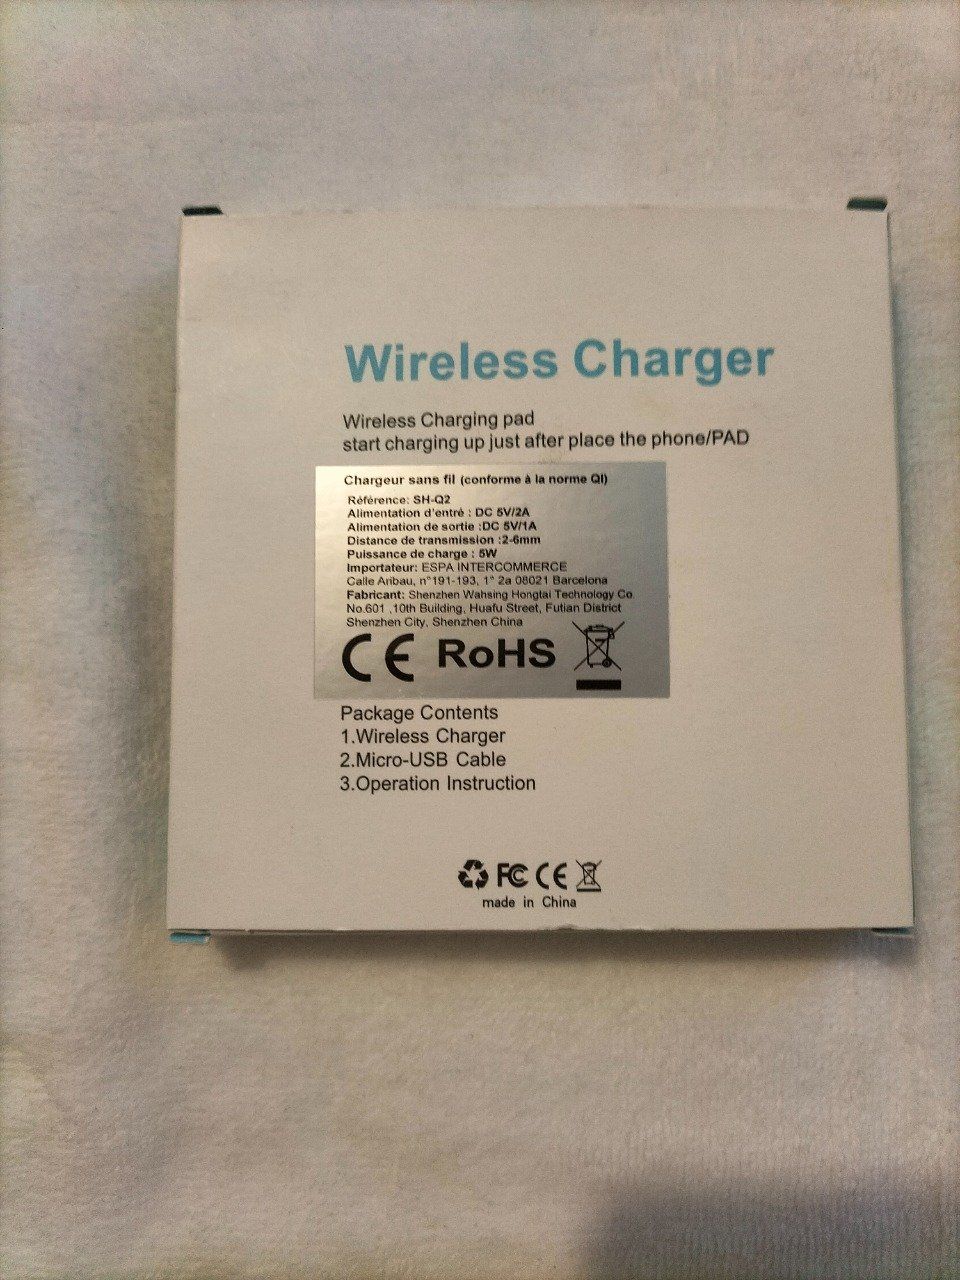 Wireless Charger
Wireless Charging pad
start charging up just after place the phone/PAD
Chargeur sans fil (conforme à la norme QI)
Référence: SH-Q2
Alimentation d'entré : DC 5V/2A
Alimentation de sortie :DC 5V/1A
Distance de transmission :2-6mm
Puissance de charge : 5W
Importateur: ESPA INTERCOMMERCE
Calle Aribau, n°191-193, 1° 2a 08021 Barcelona
Fabricant: Shenzhen Wahsing Hongtai Technology Co
No.601 ,10th Building, Huafu Street, Futian District
Shenzhen City, Shenzhen China
CE RoHS
Package Contents
1.Wireless Charger
2.Micro-USB Cable
3.Operation Instruction
FC CE
made in China